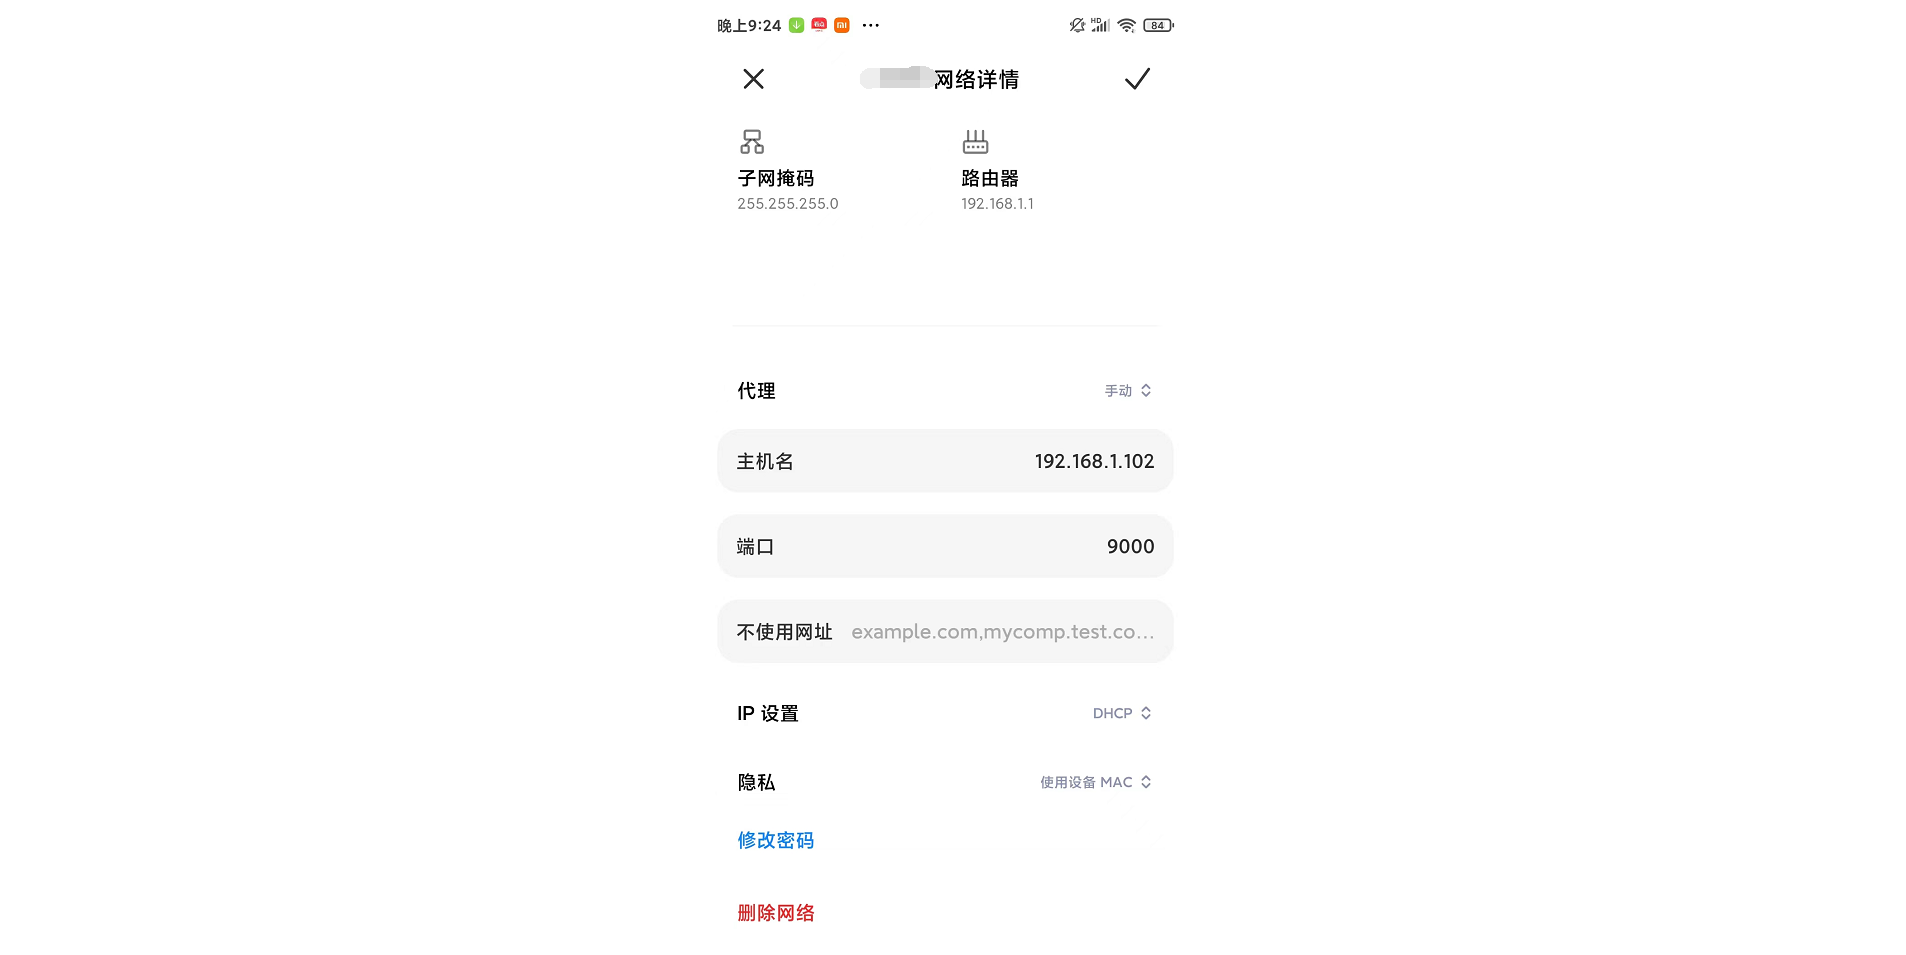 晚上9:24
HD
84
网络详情
子网掩码
255.255.255.0
路由器
192.168.1.1
代理
手动
主机名
192.168.1.102
端口
9000
不使用网址
example.com,mycomp.test.co...
IP 设置
DHCP
隐私
使用设备 MAC
修改密码
删除网络